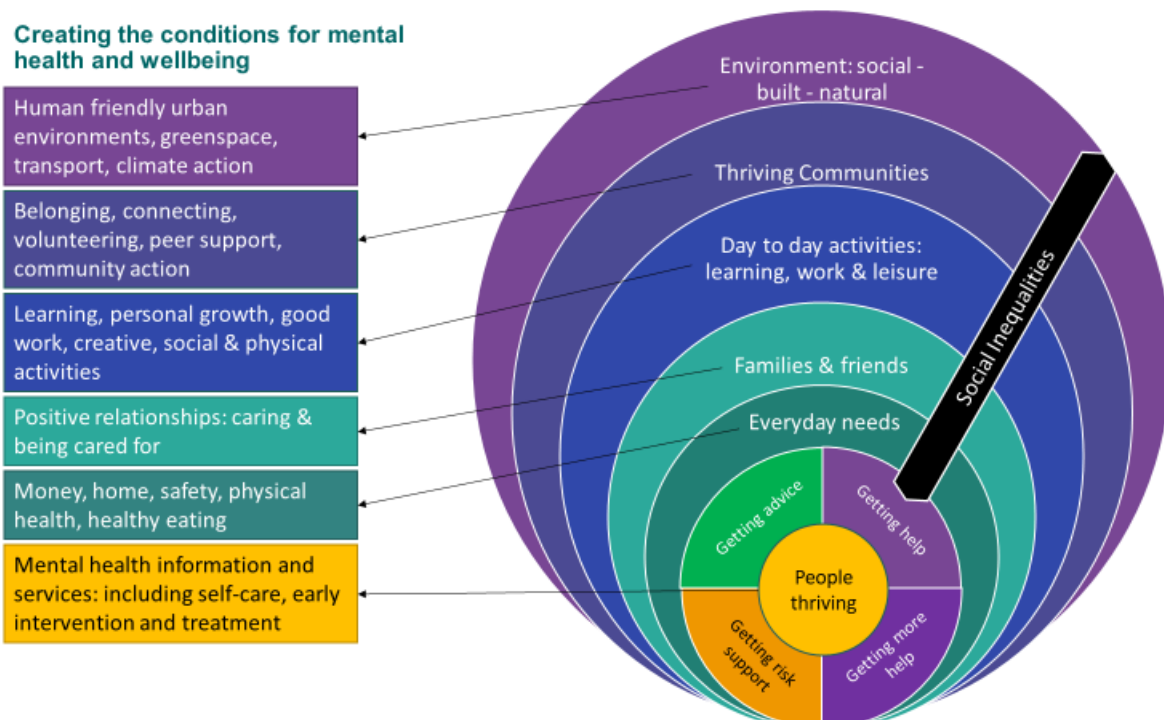 Creating the conditions for mental
health and wellbeing
Human friendly urban
environments, greenspace,
transport, climate action
Belonging, connecting,
volunteering, peer support,
community action
Learning, personal growth, good
work, creative, social & physical
activities
Positive relationships: caring &
being cared for
Money, home, safety, physical
health, healthy eating
Mental health information and
services: including self-care, early
intervention and treatment
Environment: social -
built - natural
Thriving Communities
Day to day activities:
learning, work & leisure
Families & friends
Everyday needs
Social Inequalities
Getting advice
Getting help
People
thriving
Getting risk
support
Getting more
help